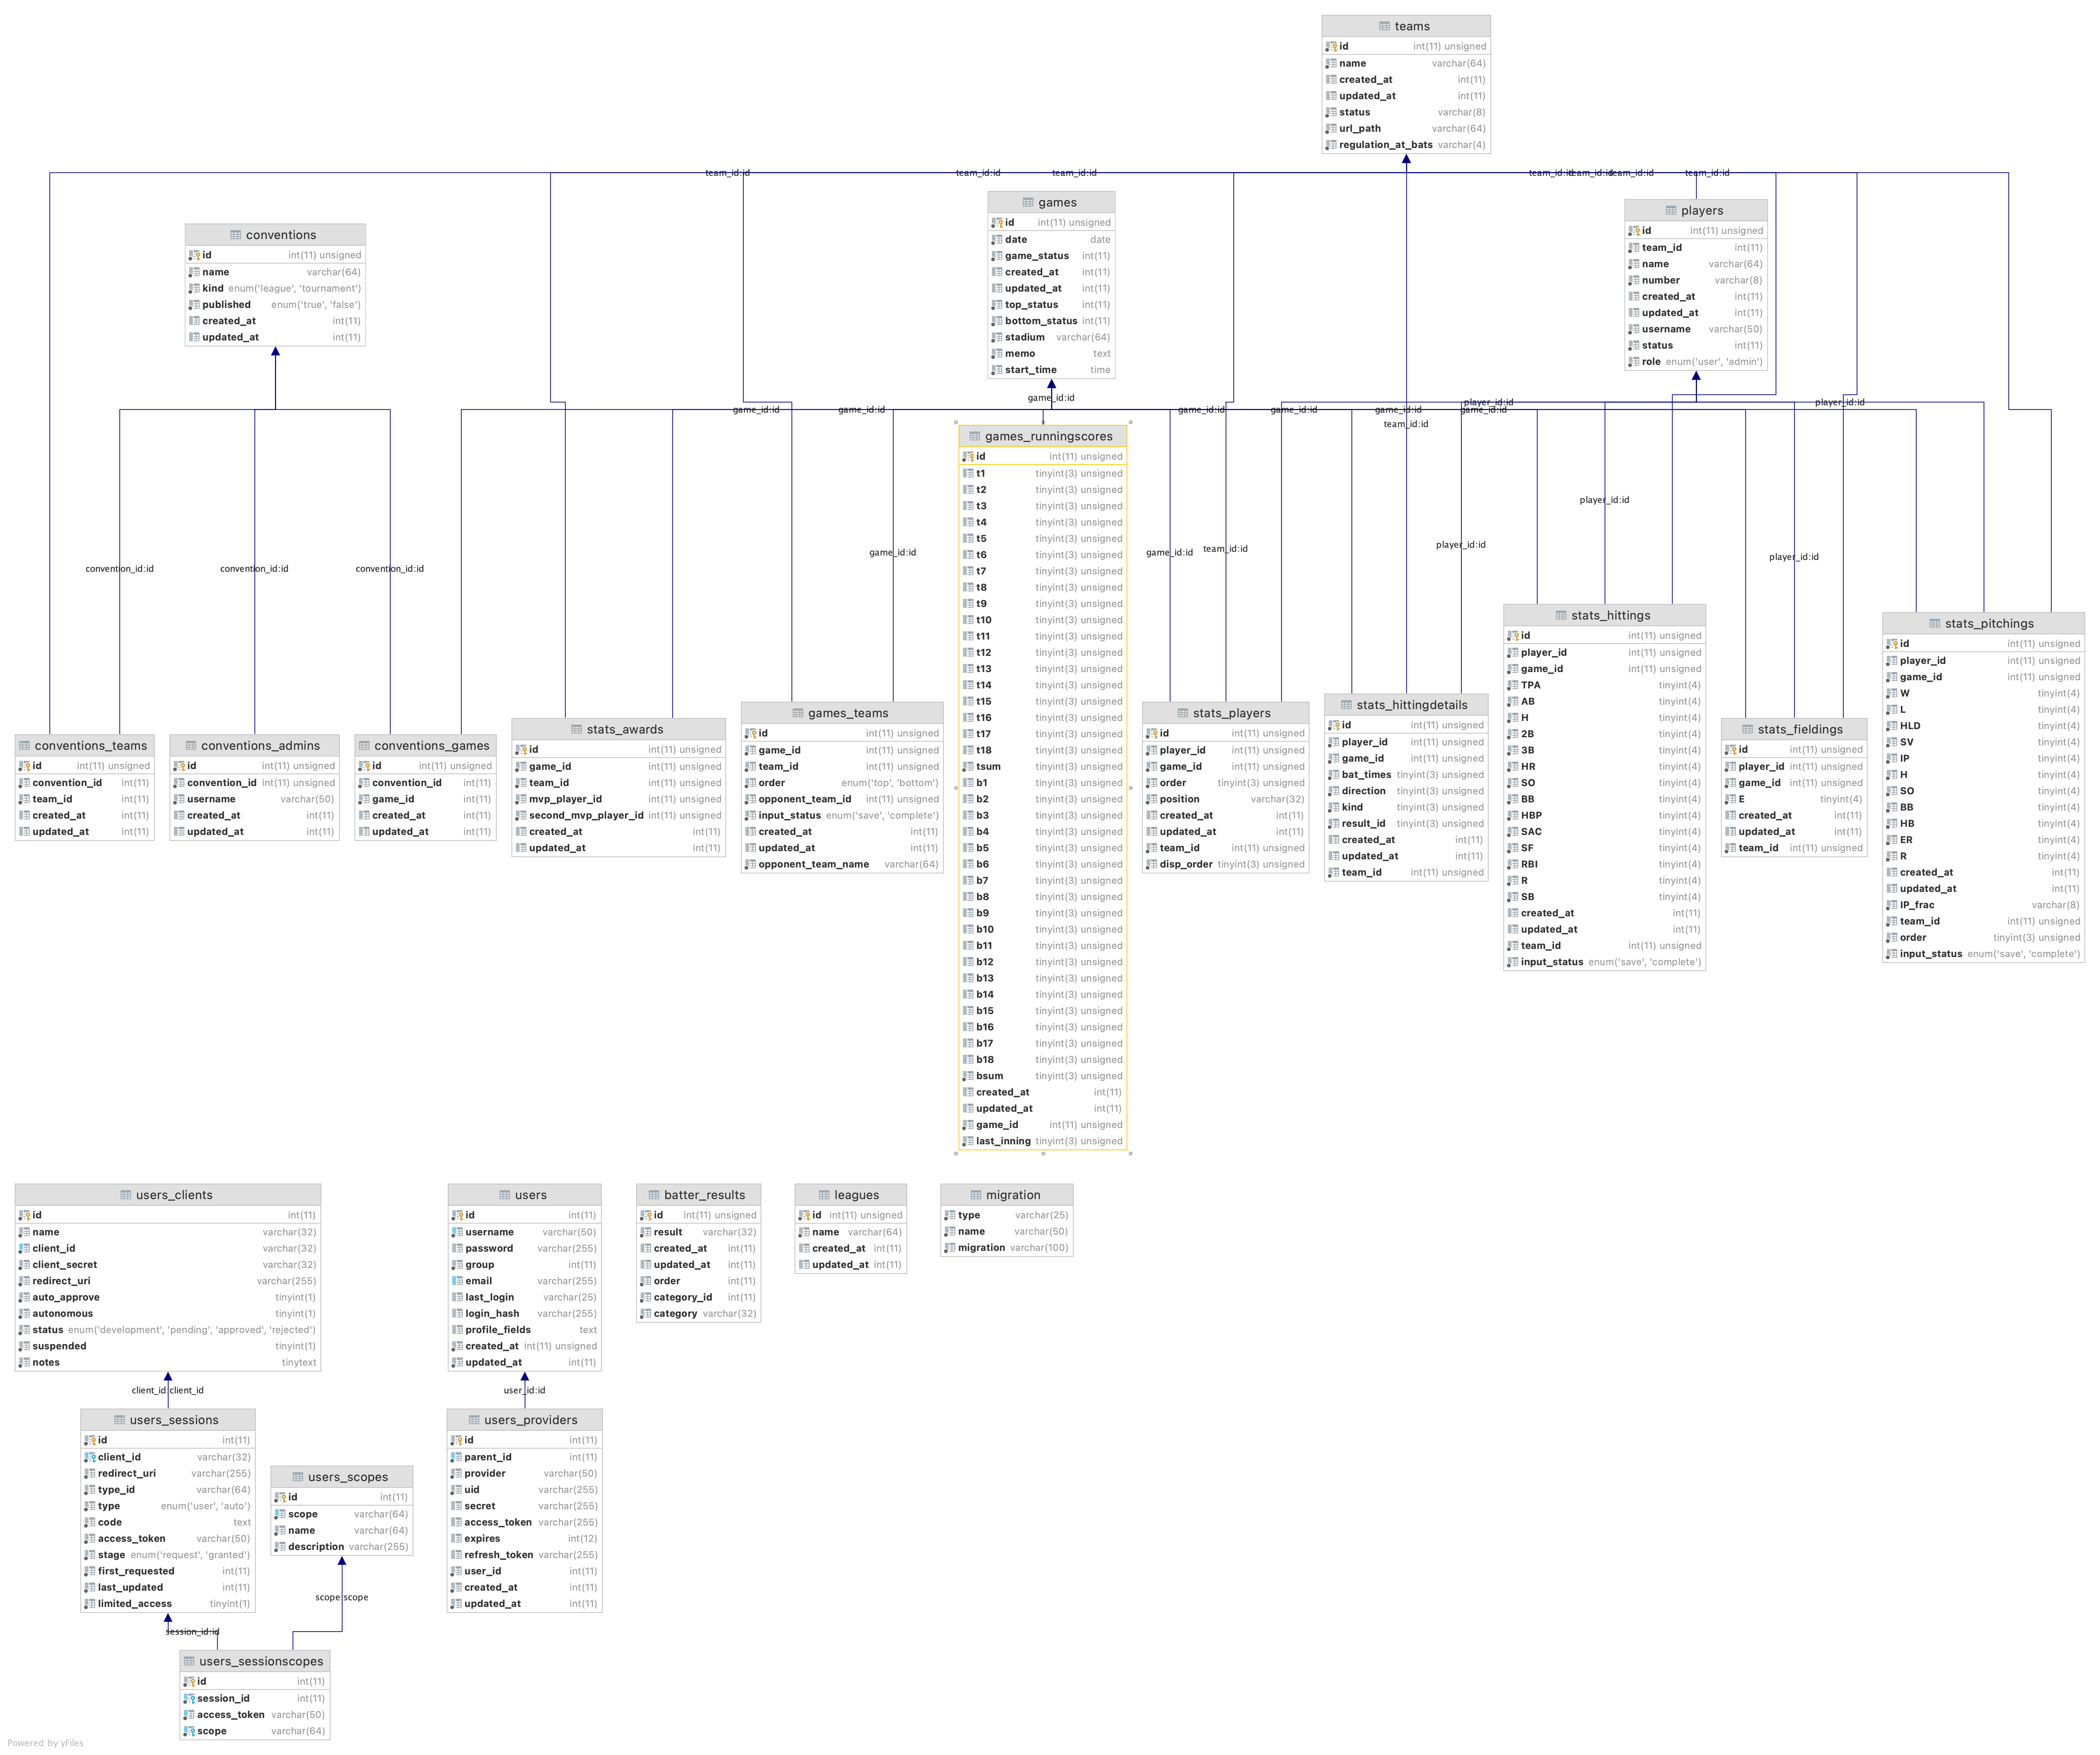 teams
id int(11) unsigned
name varchar(64)
created_at int(11)
updated_at int(11)
status varchar(8)
url_path varchar(64)
regulation_at_bats varchar(4)
team_id:id
team_id:id
team_id:id
team_id:id
team_id:id
team_id:id
team_id:id
conventions
id int(11) unsigned
name varchar(64)
kind enum('league', 'tournament')
published enum('true', 'false')
created_at int(11)
updated_at int(11)
games
id int(11) unsigned
date date
game_status int(11)
created_at int(11)
updated_at int(11)
top_status int(11)
bottom_status int(11)
stadium varchar(64)
memo text
start_time time
players
id int(11) unsigned
team_id int(11)
name varchar(64)
number varchar(8)
created_at int(11)
updated_at int(11)
username varchar(50)
status int(11)
role enum('user', 'admin')
game_id:id
player_id:id
player_id:id
game_id:id
game_id:id
game_id:id
game_id:id
game_id:id
game_id:id
team_id:id
player_id:id
player_id:id
game_id:id
game_id:id
team_id:id
player_id:id
convention_id:id
convention_id:id
convention_id:id
games_runningscores
id int(11) unsigned
t1 tinyint(3) unsigned
t2 tinyint(3) unsigned
t3 tinyint(3) unsigned
t4 tinyint(3) unsigned
t5 tinyint(3) unsigned
t6 tinyint(3) unsigned
t7 tinyint(3) unsigned
t8 tinyint(3) unsigned
t9 tinyint(3) unsigned
t10 tinyint(3) unsigned
t11 tinyint(3) unsigned
t12 tinyint(3) unsigned
t13 tinyint(3) unsigned
t14 tinyint(3) unsigned
t15 tinyint(3) unsigned
t16 tinyint(3) unsigned
t17 tinyint(3) unsigned
t18 tinyint(3) unsigned
tsum tinyint(3) unsigned
b1 tinyint(3) unsigned
b2 tinyint(3) unsigned
b3 tinyint(3) unsigned
b4 tinyint(3) unsigned
b5 tinyint(3) unsigned
b6 tinyint(3) unsigned
b7 tinyint(3) unsigned
b8 tinyint(3) unsigned
b9 tinyint(3) unsigned
b10 tinyint(3) unsigned
b11 tinyint(3) unsigned
b12 tinyint(3) unsigned
b13 tinyint(3) unsigned
b14 tinyint(3) unsigned
b15 tinyint(3) unsigned
b16 tinyint(3) unsigned
b17 tinyint(3) unsigned
b18 tinyint(3) unsigned
bsum tinyint(3) unsigned
created_at int(11)
updated_at int(11)
game_id int(11) unsigned
last_inning tinyint(3) unsigned
conventions_teams
id int(11) unsigned
convention_id int(11)
team_id int(11)
created_at int(11)
updated_at int(11)
conventions_admins
id int(11) unsigned
convention_id int(11) unsigned
username varchar(50)
created_at int(11)
updated_at int(11)
conventions_games
id int(11) unsigned
convention_id int(11)
game_id int(11)
created_at int(11)
updated_at int(11)
stats_awards
id int(11) unsigned
game_id int(11) unsigned
team_id int(11) unsigned
mvp_player_id int(11) unsigned
second_mvp_player_id int(11) unsigned
created_at int(11)
updated_at int(11)
games_teams
id int(11) unsigned
game_id int(11) unsigned
team_id int(11) unsigned
order enum('top', 'bottom')
opponent_team_id int(11) unsigned
input_status enum('save', 'complete')
created_at int(11)
updated_at int(11)
opponent_team_name varchar(64)
stats_players
id int(11) unsigned
player_id int(11) unsigned
game_id int(11) unsigned
order tinyint(3) unsigned
position varchar(32)
created_at int(11)
updated_at int(11)
team_id int(11) unsigned
disp_order tinyint(3) unsigned
stats_hittingdetails
id int(11) unsigned
player_id int(11) unsigned
game_id int(11) unsigned
bat_times tinyint(3) unsigned
direction tinyint(3) unsigned
kind tinyint(3) unsigned
result_id tinyint(3) unsigned
created_at int(11)
updated_at int(11)
team_id int(11) unsigned
stats_hittings
id int(11) unsigned
player_id int(11) unsigned
game_id int(11) unsigned
TPA tinyint(4)
AB tinyint(4)
H tinyint(4)
2B tinyint(4)
3B tinyint(4)
HR tinyint(4)
SO tinyint(4)
BB tinyint(4)
HBP tinyint(4)
SAC tinyint(4)
SF tinyint(4)
RBI tinyint(4)
R tinyint(4)
SB tinyint(4)
created_at int(11)
updated_at int(11)
team_id int(11) unsigned
input_status enum('save', 'complete')
stats_fieldings
id int(11) unsigned
player_id int(11) unsigned
game_id int(11) unsigned
E tinyint(4)
created_at int(11)
updated_at int(11)
team_id int(11) unsigned
stats_pitchings
id int(11) unsigned
player_id int(11) unsigned
game_id int(11) unsigned
W tinyint(4)
L tinyint(4)
HLD tinyint(4)
SV tinyint(4)
IP tinyint(4)
H tinyint(4)
SO tinyint(4)
BB tinyint(4)
HB tinyint(4)
ER tinyint(4)
R tinyint(4)
created_at int(11)
updated_at int(11)
IP_frac varchar(8)
team_id int(11) unsigned
order tinyint(3) unsigned
input_status enum('save', 'complete')
users_clients
id int(11)
name varchar(32)
client_id varchar(32)
client_secret varchar(32)
redirect_uri varchar(255)
auto_approve tinyint(1)
autonomous tinyint(1)
status enum('development', 'pending', 'approved', 'rejected')
suspended tinyint(1)
notes tinytext
users
id int(11)
username varchar(50)
password varchar(255)
group int(11)
email varchar(255)
last_login varchar(25)
login_hash varchar(255)
profile_fields text
created_at int(11) unsigned
updated_at int(11)
batter_results
id int(11) unsigned
result varchar(32)
created_at int(11)
updated_at int(11)
order int(11)
category_id int(11)
category varchar(32)
leagues
id int(11) unsigned
name varchar(64)
created_at int(11)
updated_at int(11)
migration
type varchar(25)
name varchar(50)
migration varchar(100)
client_id:client_id
user_id:id
users_sessions
id int(11)
client_id varchar(32)
redirect_uri varchar(255)
type_id varchar(64)
type enum('user', 'auto')
code text
access_token varchar(50)
stage enum('request', 'granted')
first_requested int(11)
last_updated int(11)
limited_access tinyint(1)
users_scopes
id int(11)
scope varchar(64)
name varchar(64)
description varchar(255)
users_providers
id int(11)
parent_id int(11)
provider varchar(50)
uid varchar(255)
secret varchar(255)
access_token varchar(255)
expires int(12)
refresh_token varchar(255)
user_id int(11)
created_at int(11)
updated_at int(11)
scope:scope
session_id:id
users_sessionscopes
id int(11)
session_id int(11)
access_token varchar(50)
scope varchar(64)
Powered by yFiles